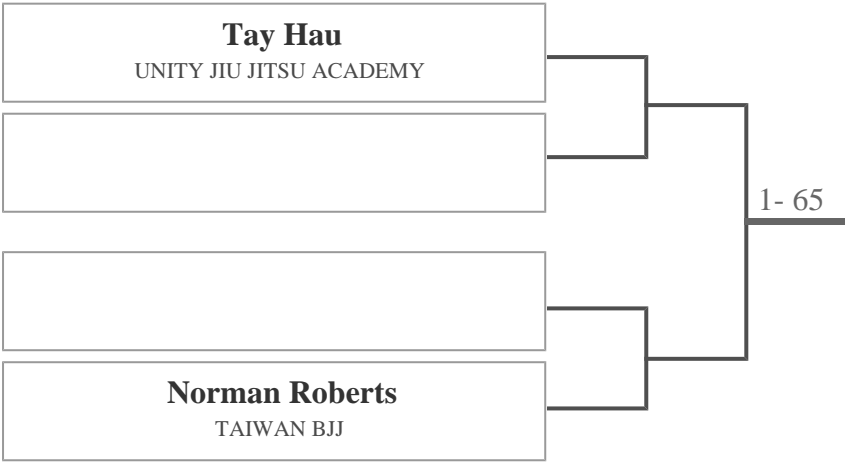 Tay Hau
UNITY JIU JITSU ACADEMY
1- 65
Norman Roberts
TAIWAN BJJ